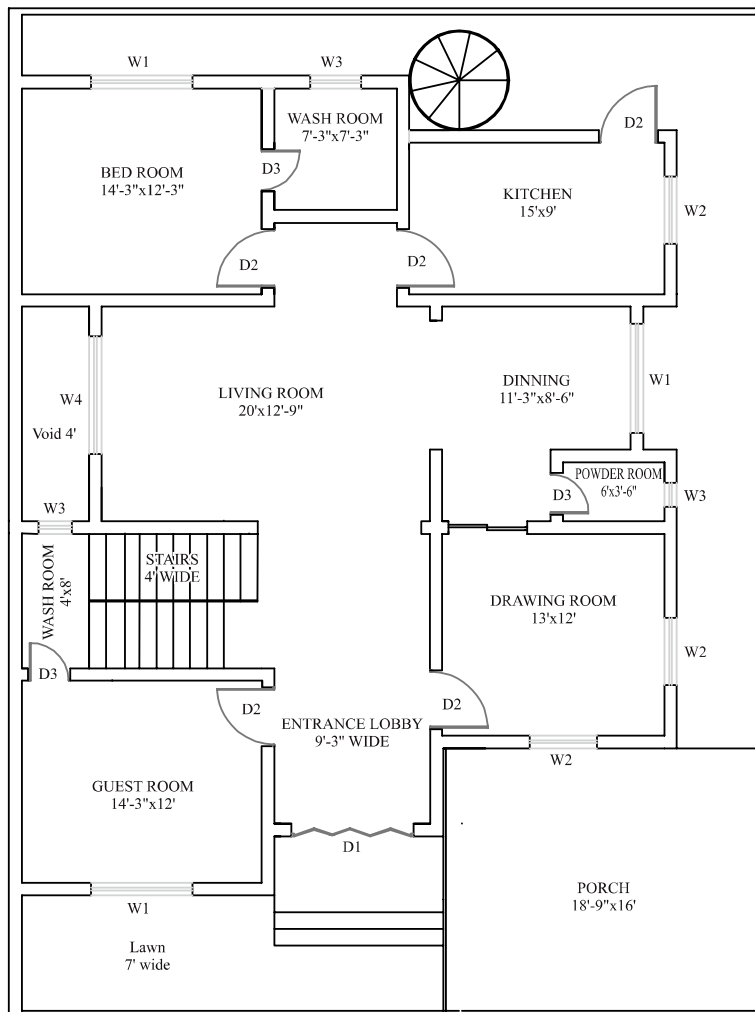 W1
W3
WASH ROOM
7'-3"x7'-3"
D2
D3
BED ROOM
14'-3"x12'-3"
KITCHEN
15'x9'
W2
D2
D2
LIVING ROOM
20'x12'-9"
DINNING
11'-3"x8'-6"
W1
W4
Void 4'
POWDER ROOM
6'x3'-6"
D3
W3
W3
STAIRS
4' WIDE
WASH ROOM
4'x8'
DRAWING ROOM
13'x12'
W2
D3
D2
D2
ENTRANCE LOBBY
9'-3" WIDE
W2
GUEST ROOM
14'-3"x12'
D1
PORCH
18'-9"x16'
W1
Lawn
7' wide